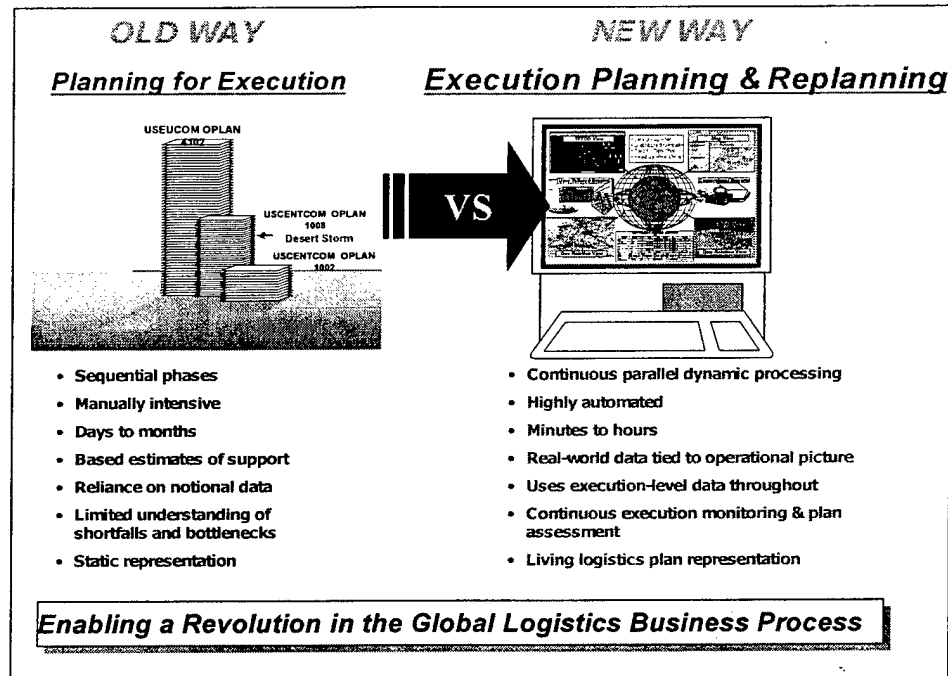 OLD WAY
Planning for Execution
USEUCOM OPLAN
4102
USCENTCOM OPLAN
1008
Desert Storm
USCENTCOM OPLAN
1002
• Sequential phases
• Manually intensive
• Days to months
• Based estimates of support
• Reliance on notional data
• Limited understanding of
shortfalls and bottlenecks
• Static representation
VS
NEW WAY
Execution Planning & Replanning
Map View
• Continuous parallel dynamic processing
• Highly automated
• Minutes to hours
• Real-world data tied to operational picture
• Uses execution-level data throughout
• Continuous execution monitoring & plan
assessment
• Living logistics plan representation
Enabling a Revolution in the Global Logistics Business Process